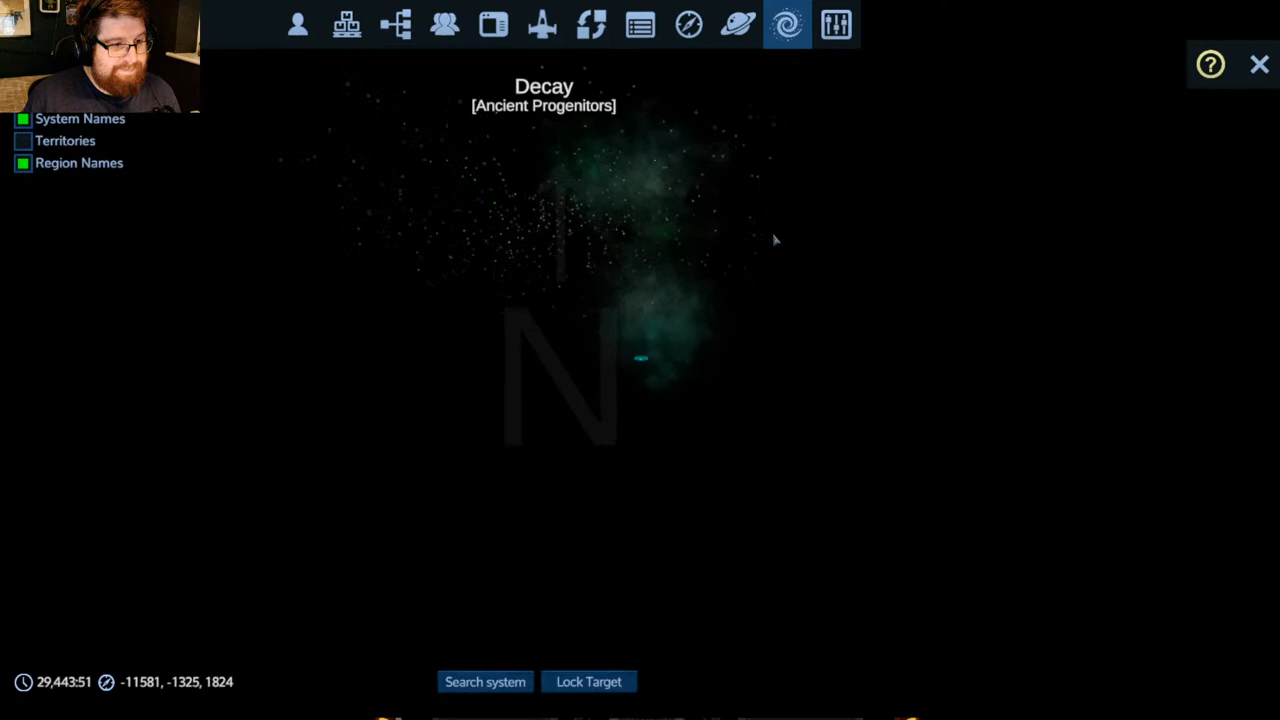 Decay
[Ancient Progenitors]
System Names
Territories
Region Names
N
29,443:51 -11581, -1325, 1824
Search system
Lock Target